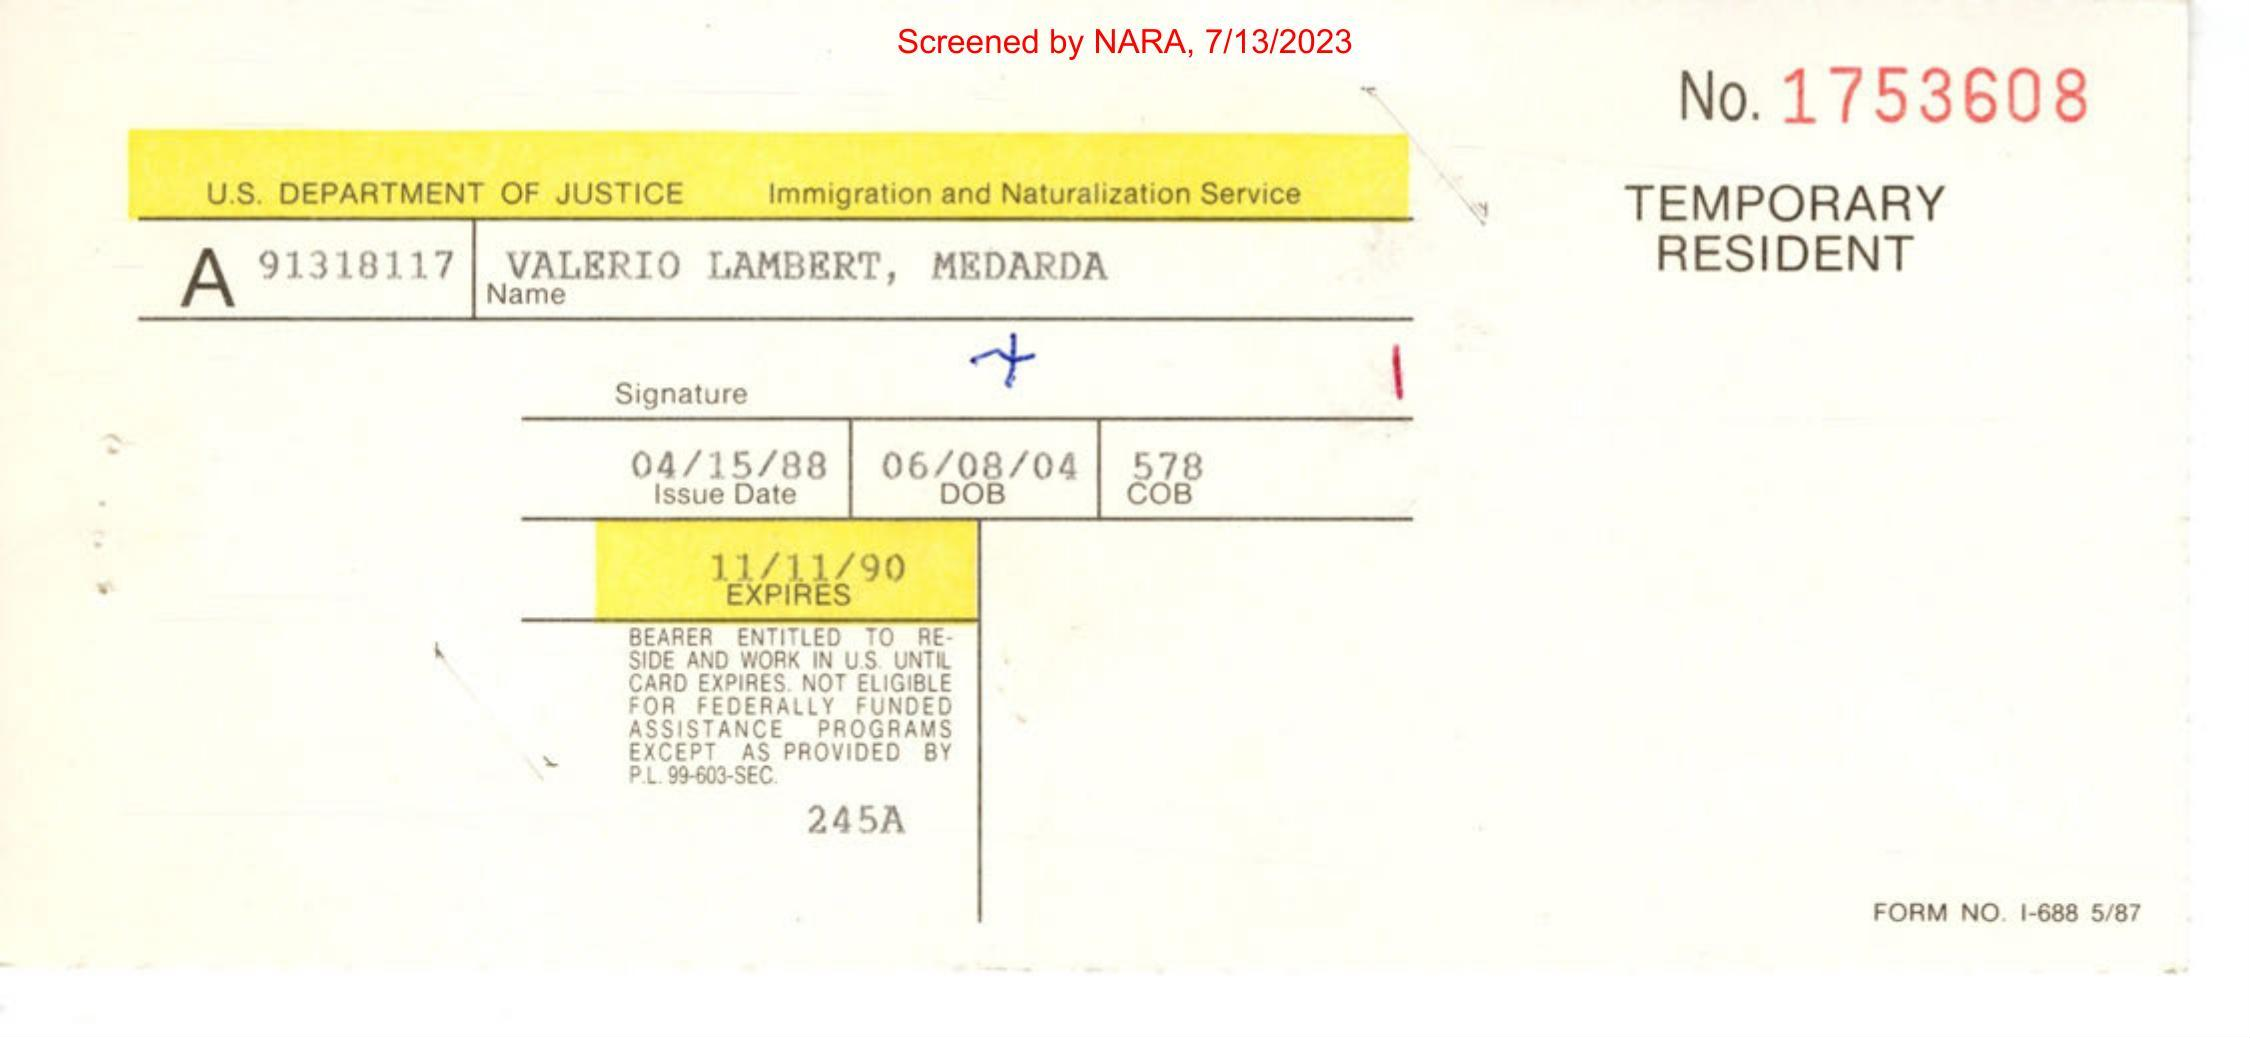 Screened by NARA, 7/13/2023
No. 1753608
U.S. DEPARTMENT OF JUSTICE Immigration and Naturalization Service
TEMPORARY
RESIDENT
A 91318117 VALERIO LAMBERT, MEDARDA
Name
Signature
04/15/88 06/08/04 578
Issue Date DOB COB
11/11/90
EXPIRES
BEARER ENTITLED TO RE-
SIDE AND WORK IN U.S. UNTIL
CARD EXPIRES. NOT ELIGIBLE
FOR FEDERALLY FUNDED
ASSISTANCE PROGRAMS
EXCEPT AS PROVIDED BY
P.L. 99-603-SEC.
245A
FORM NO. I-688 5/87